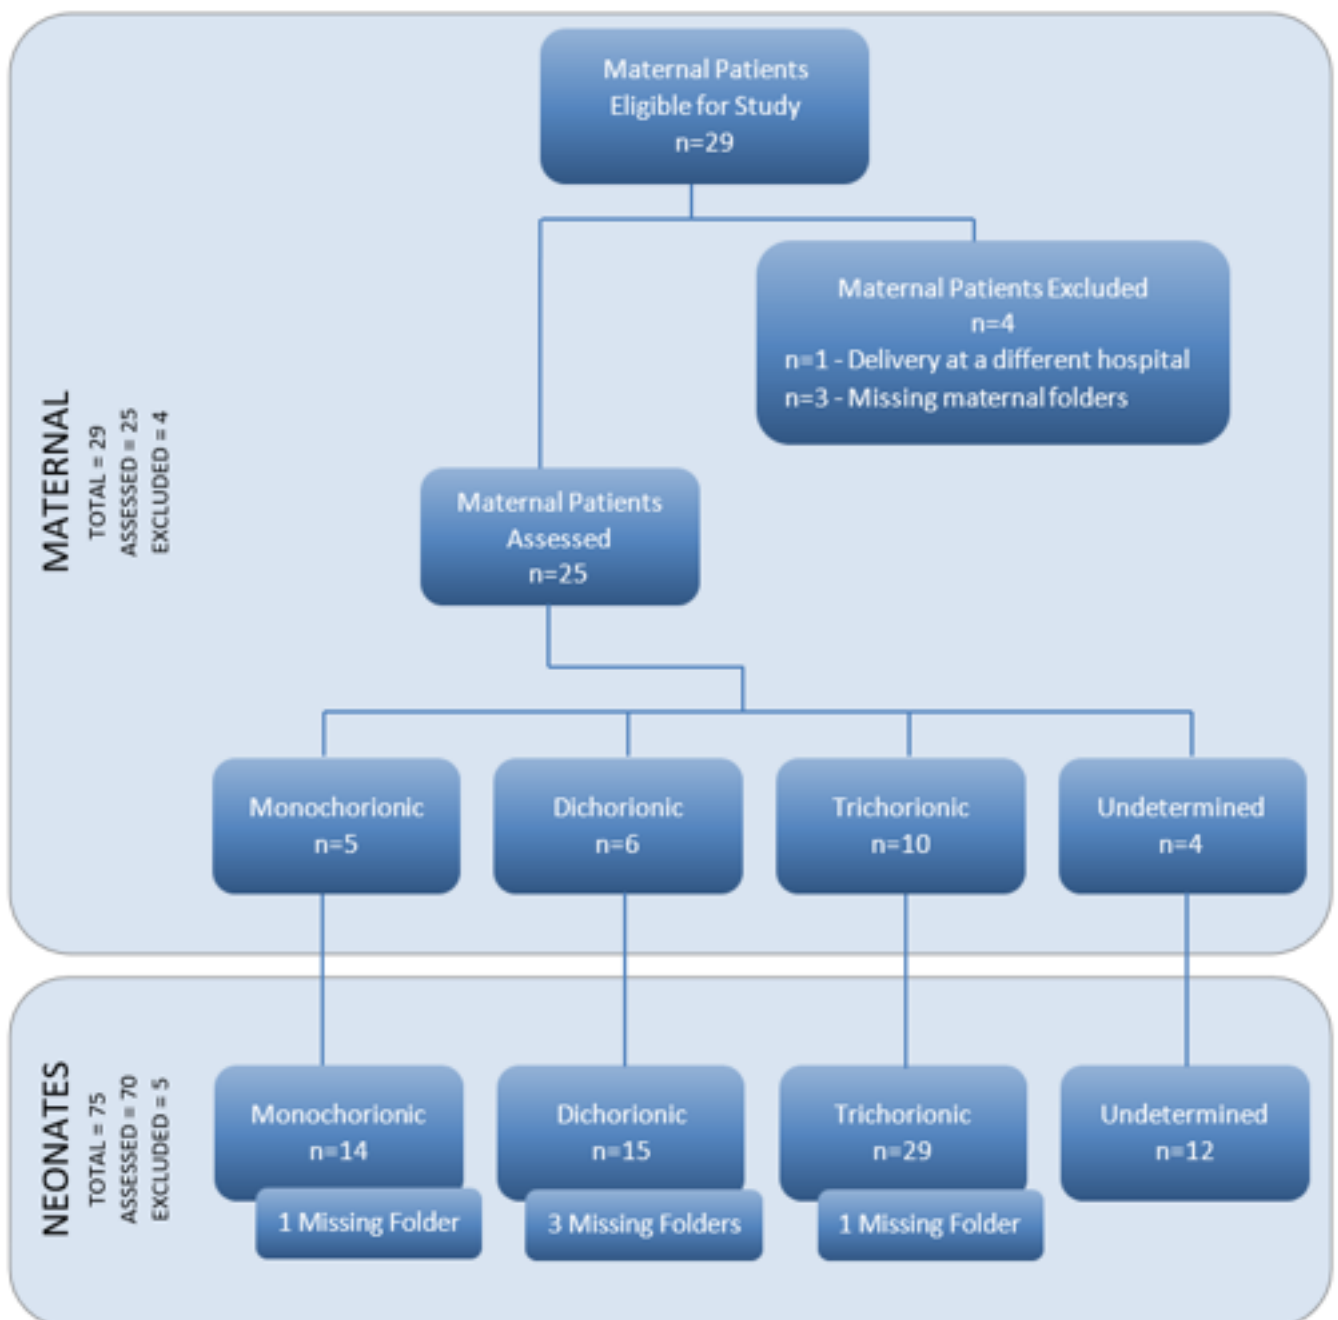 Maternal Patients
Eligible for Study
n=29
Maternal Patients Excluded
n=4
n=1 - Delivery at a different hospital
n=3 - Missing maternal folders
MATERNAL
TOTAL = 29
ASSESSED = 25
EXCLUDED = 4
Maternal Patients
Assessed
n=25
Monochorionic
n=5
Dichorionic
n=6
Trichorionic
n=10
Undetermined
n=4
NEONATES
TOTAL = 75
ASSESSED = 70
EXCLUDED = 5
Monochorionic
n=14
1 Missing Folder
Dichorionic
n=15
3 Missing Folders
Trichorionic
n=29
1 Missing Folder
Undetermined
n=12